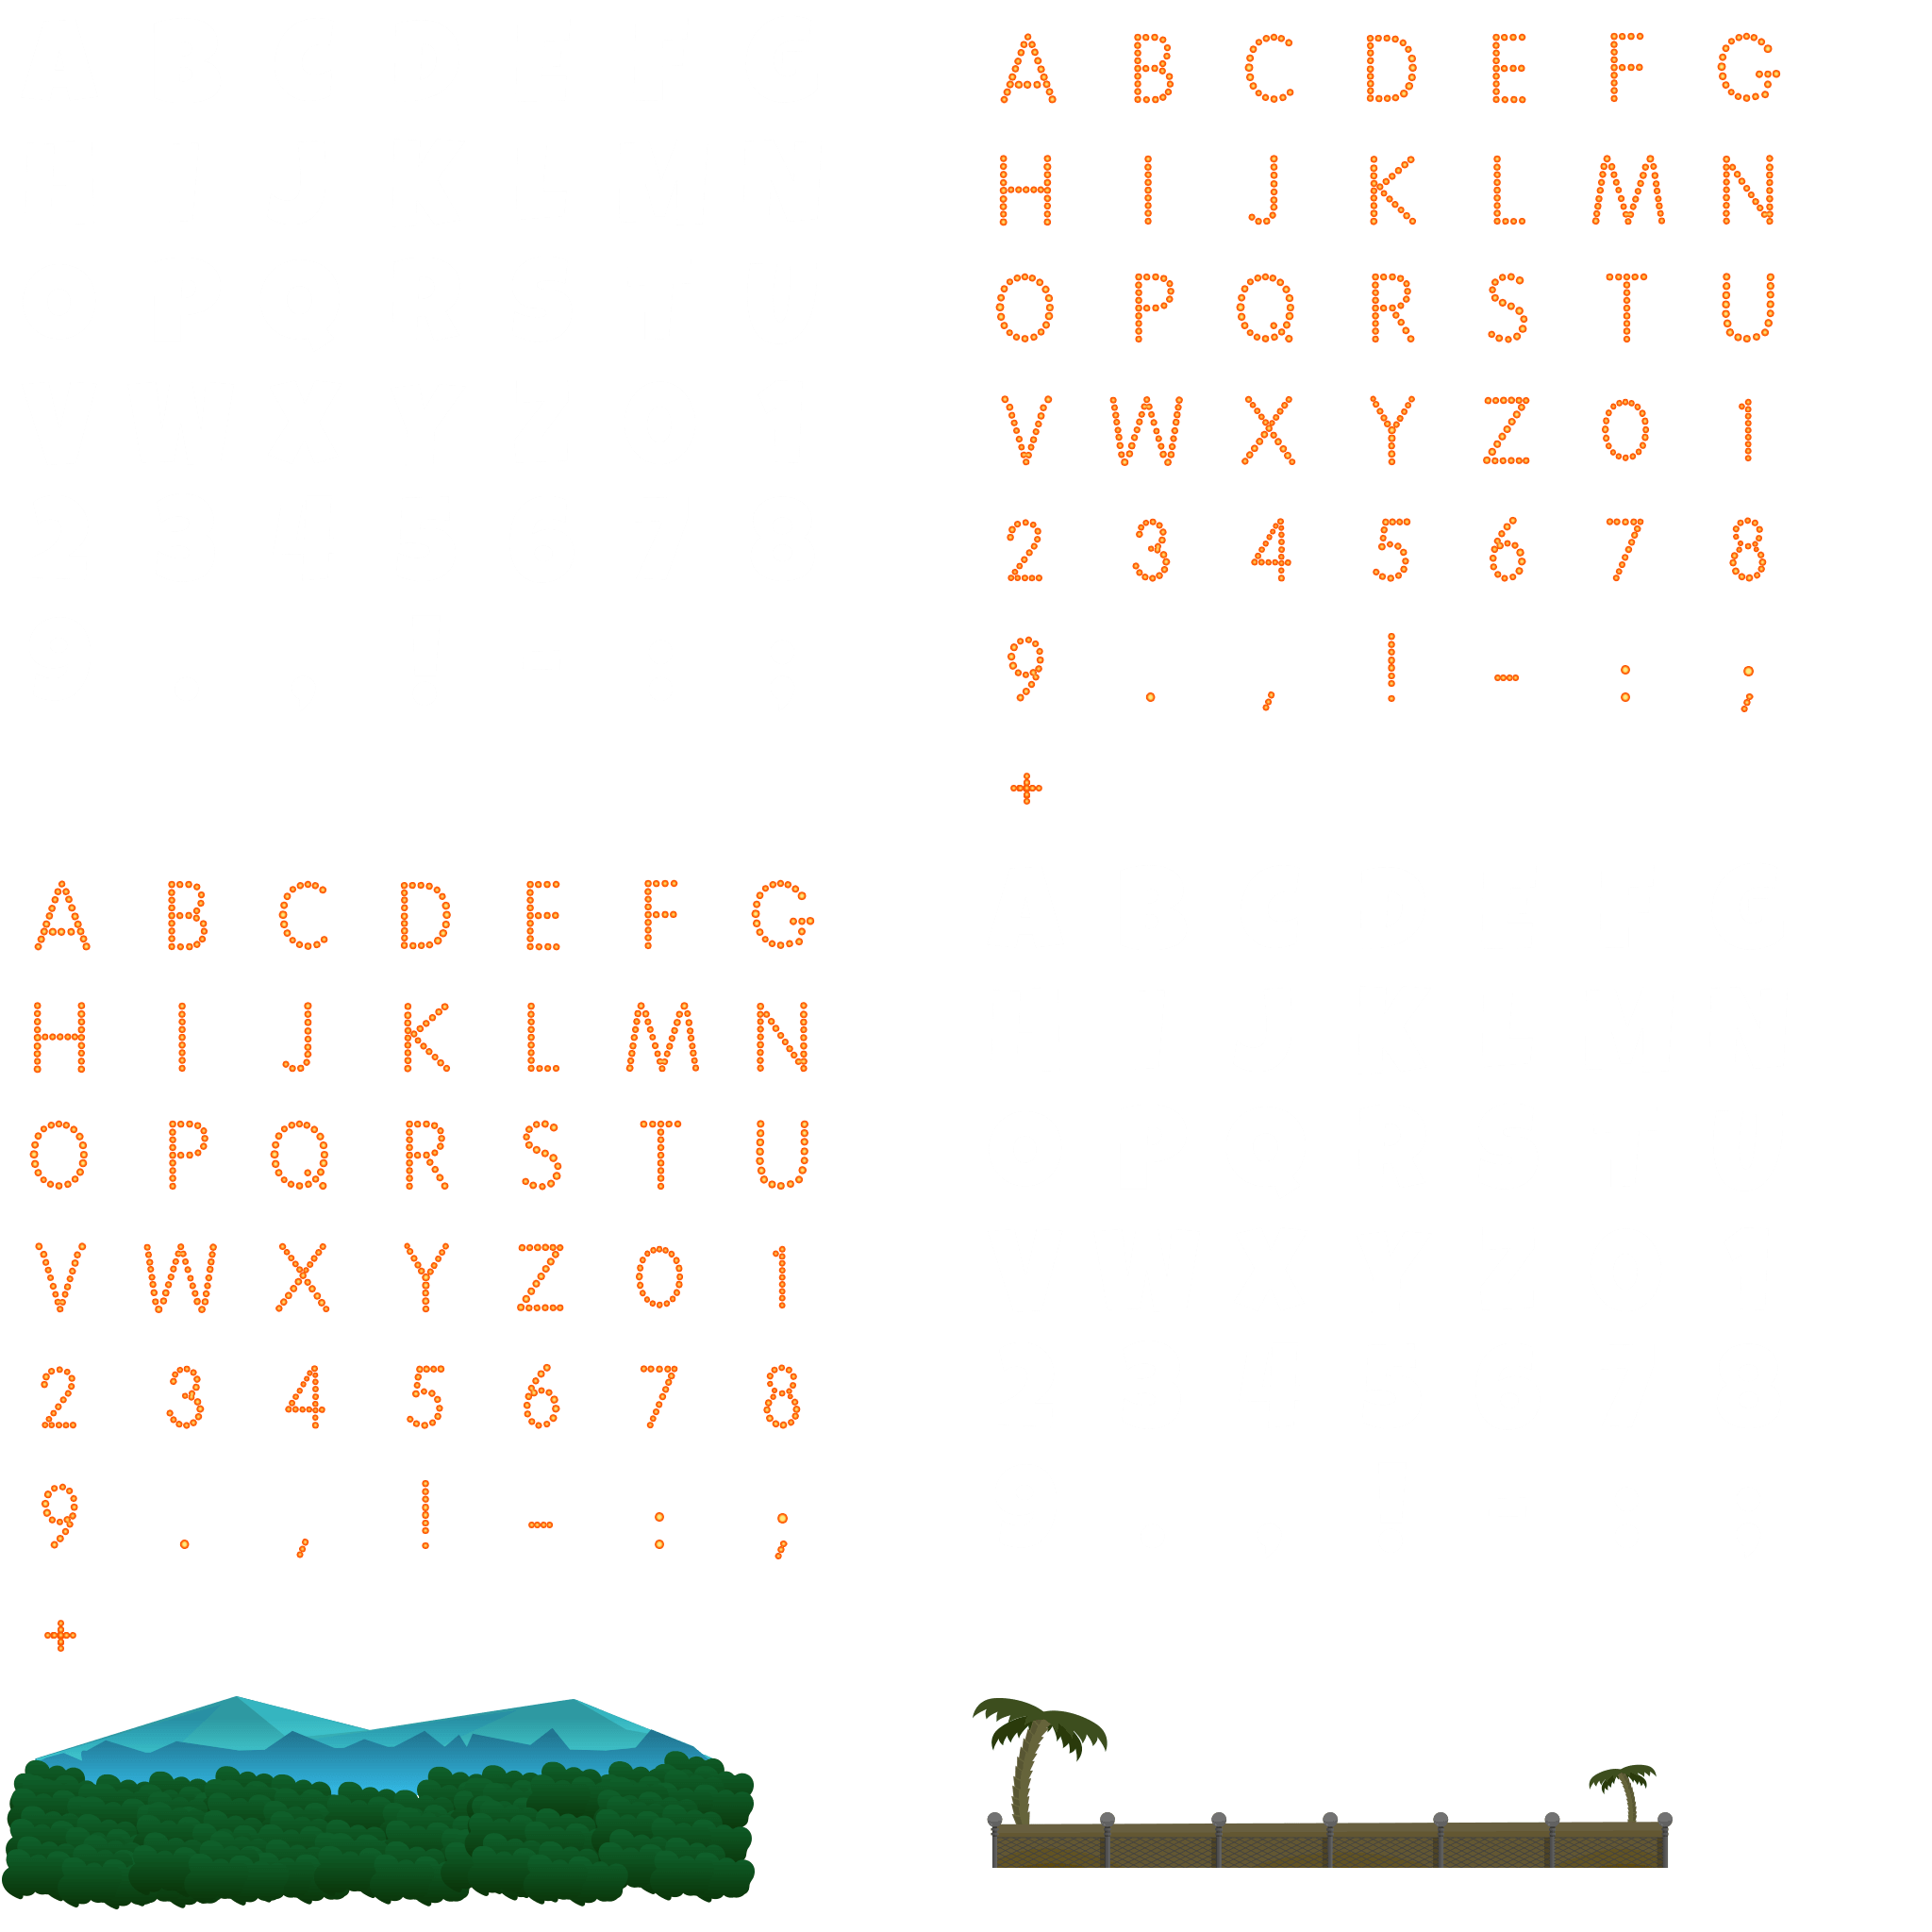 A B C D E F G
H I J K L M N
O P Q R S T U
V W X Y Z 0 1
2 3 4 5 6 7 8
9 . , ! - : ;
+
A B C D E F G
H I J K L M N
O P Q R S T U
V W X Y Z 0 1
2 3 4 5 6 7 8
9 . , ! - : ;
+